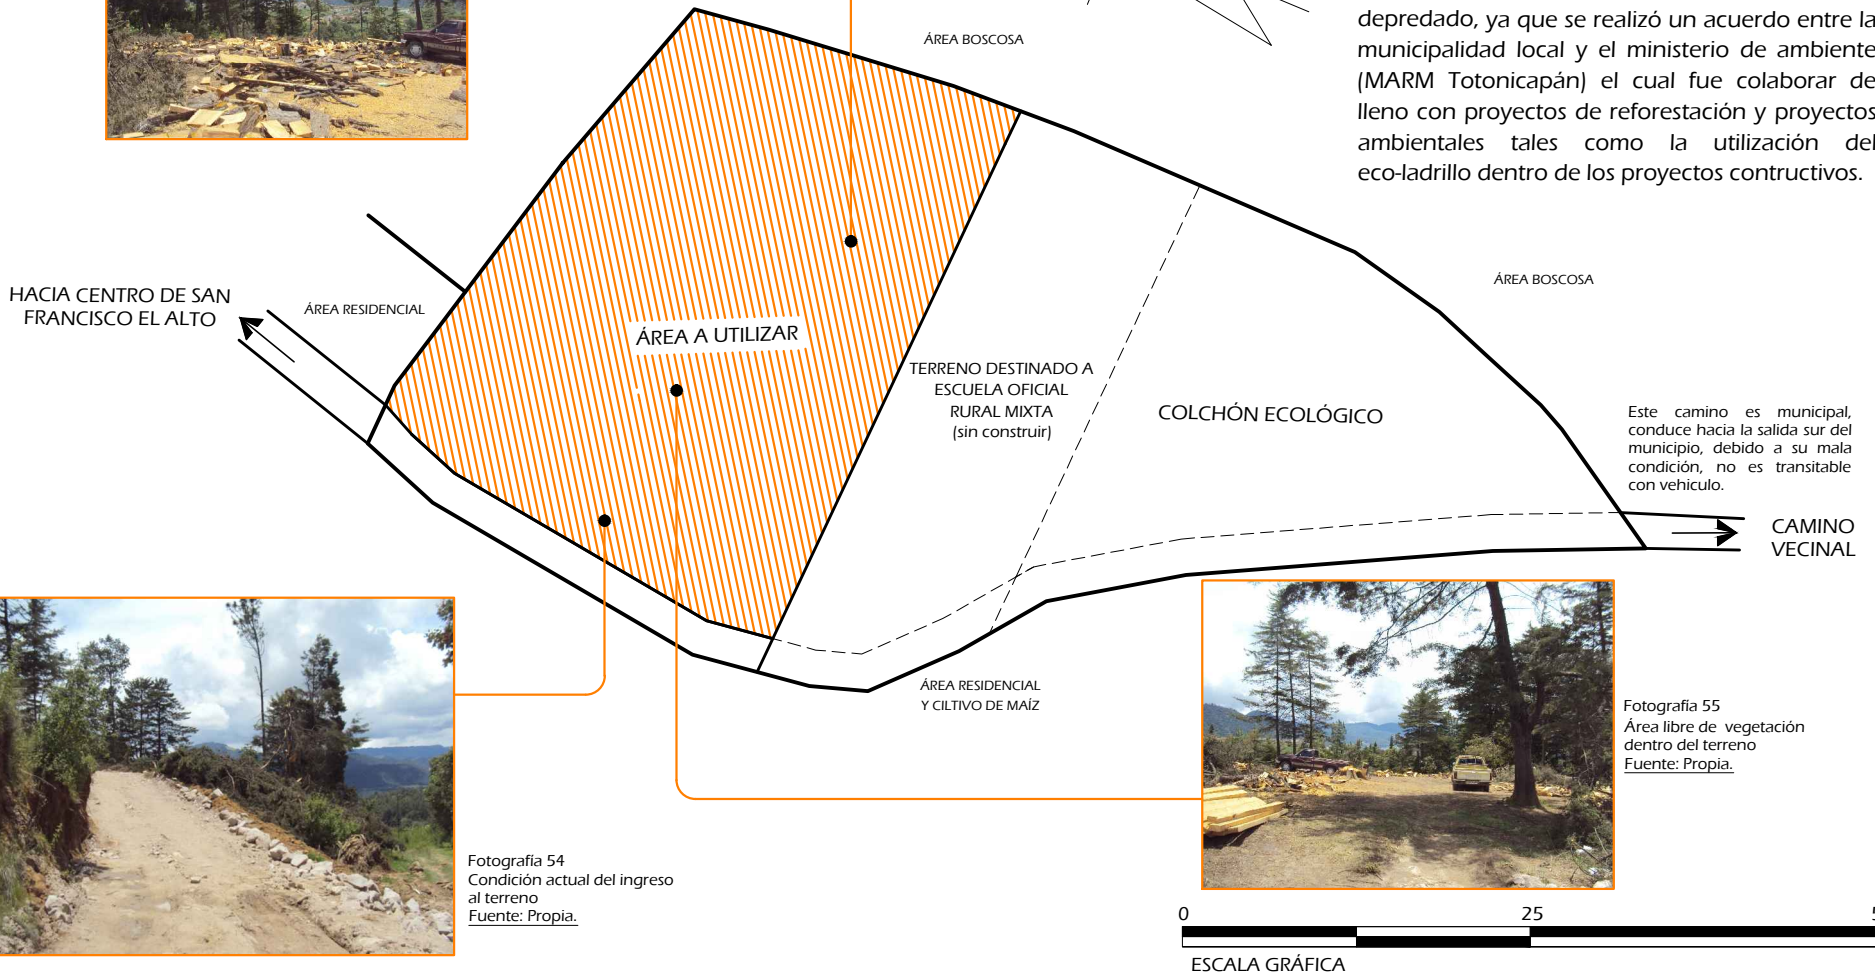 depredado, ya que se realizó un acuerdo entre la
municipalidad local y el ministerio de ambiente
(MARM Totonicapán) el cual fue colaborar de
lleno con proyectos de reforestación y proyectos
ambientales tales como la utilización del
eco-ladrillo dentro de los proyectos contructivos.
ÁREA BOSCOSA
ÁREA BOSCOSA
HACIA CENTRO DE SAN
FRANCISCO EL ALTO
ÁREA RESIDENCIAL
ÁREA A UTILIZAR
TERRENO DESTINADO A
ESCUELA OFICIAL
RURAL MIXTA
(sin construir)
COLCHÓN ECOLÓGICO
Este camino es municipal,
conduce hacia la salida sur del
municipio, debido a su mala
condición, no es transitable
con vehiculo.
CAMINO
VECINAL
ÁREA RESIDENCIAL
Y CILTIVO DE MAÍZ
Fotografía 55
Área libre de vegetación
dentro del terreno
Fuente: Propia.
Fotografía 54
Condición actual del ingreso
al terreno
Fuente: Propia.
0 25
ESCALA GRÁFICA